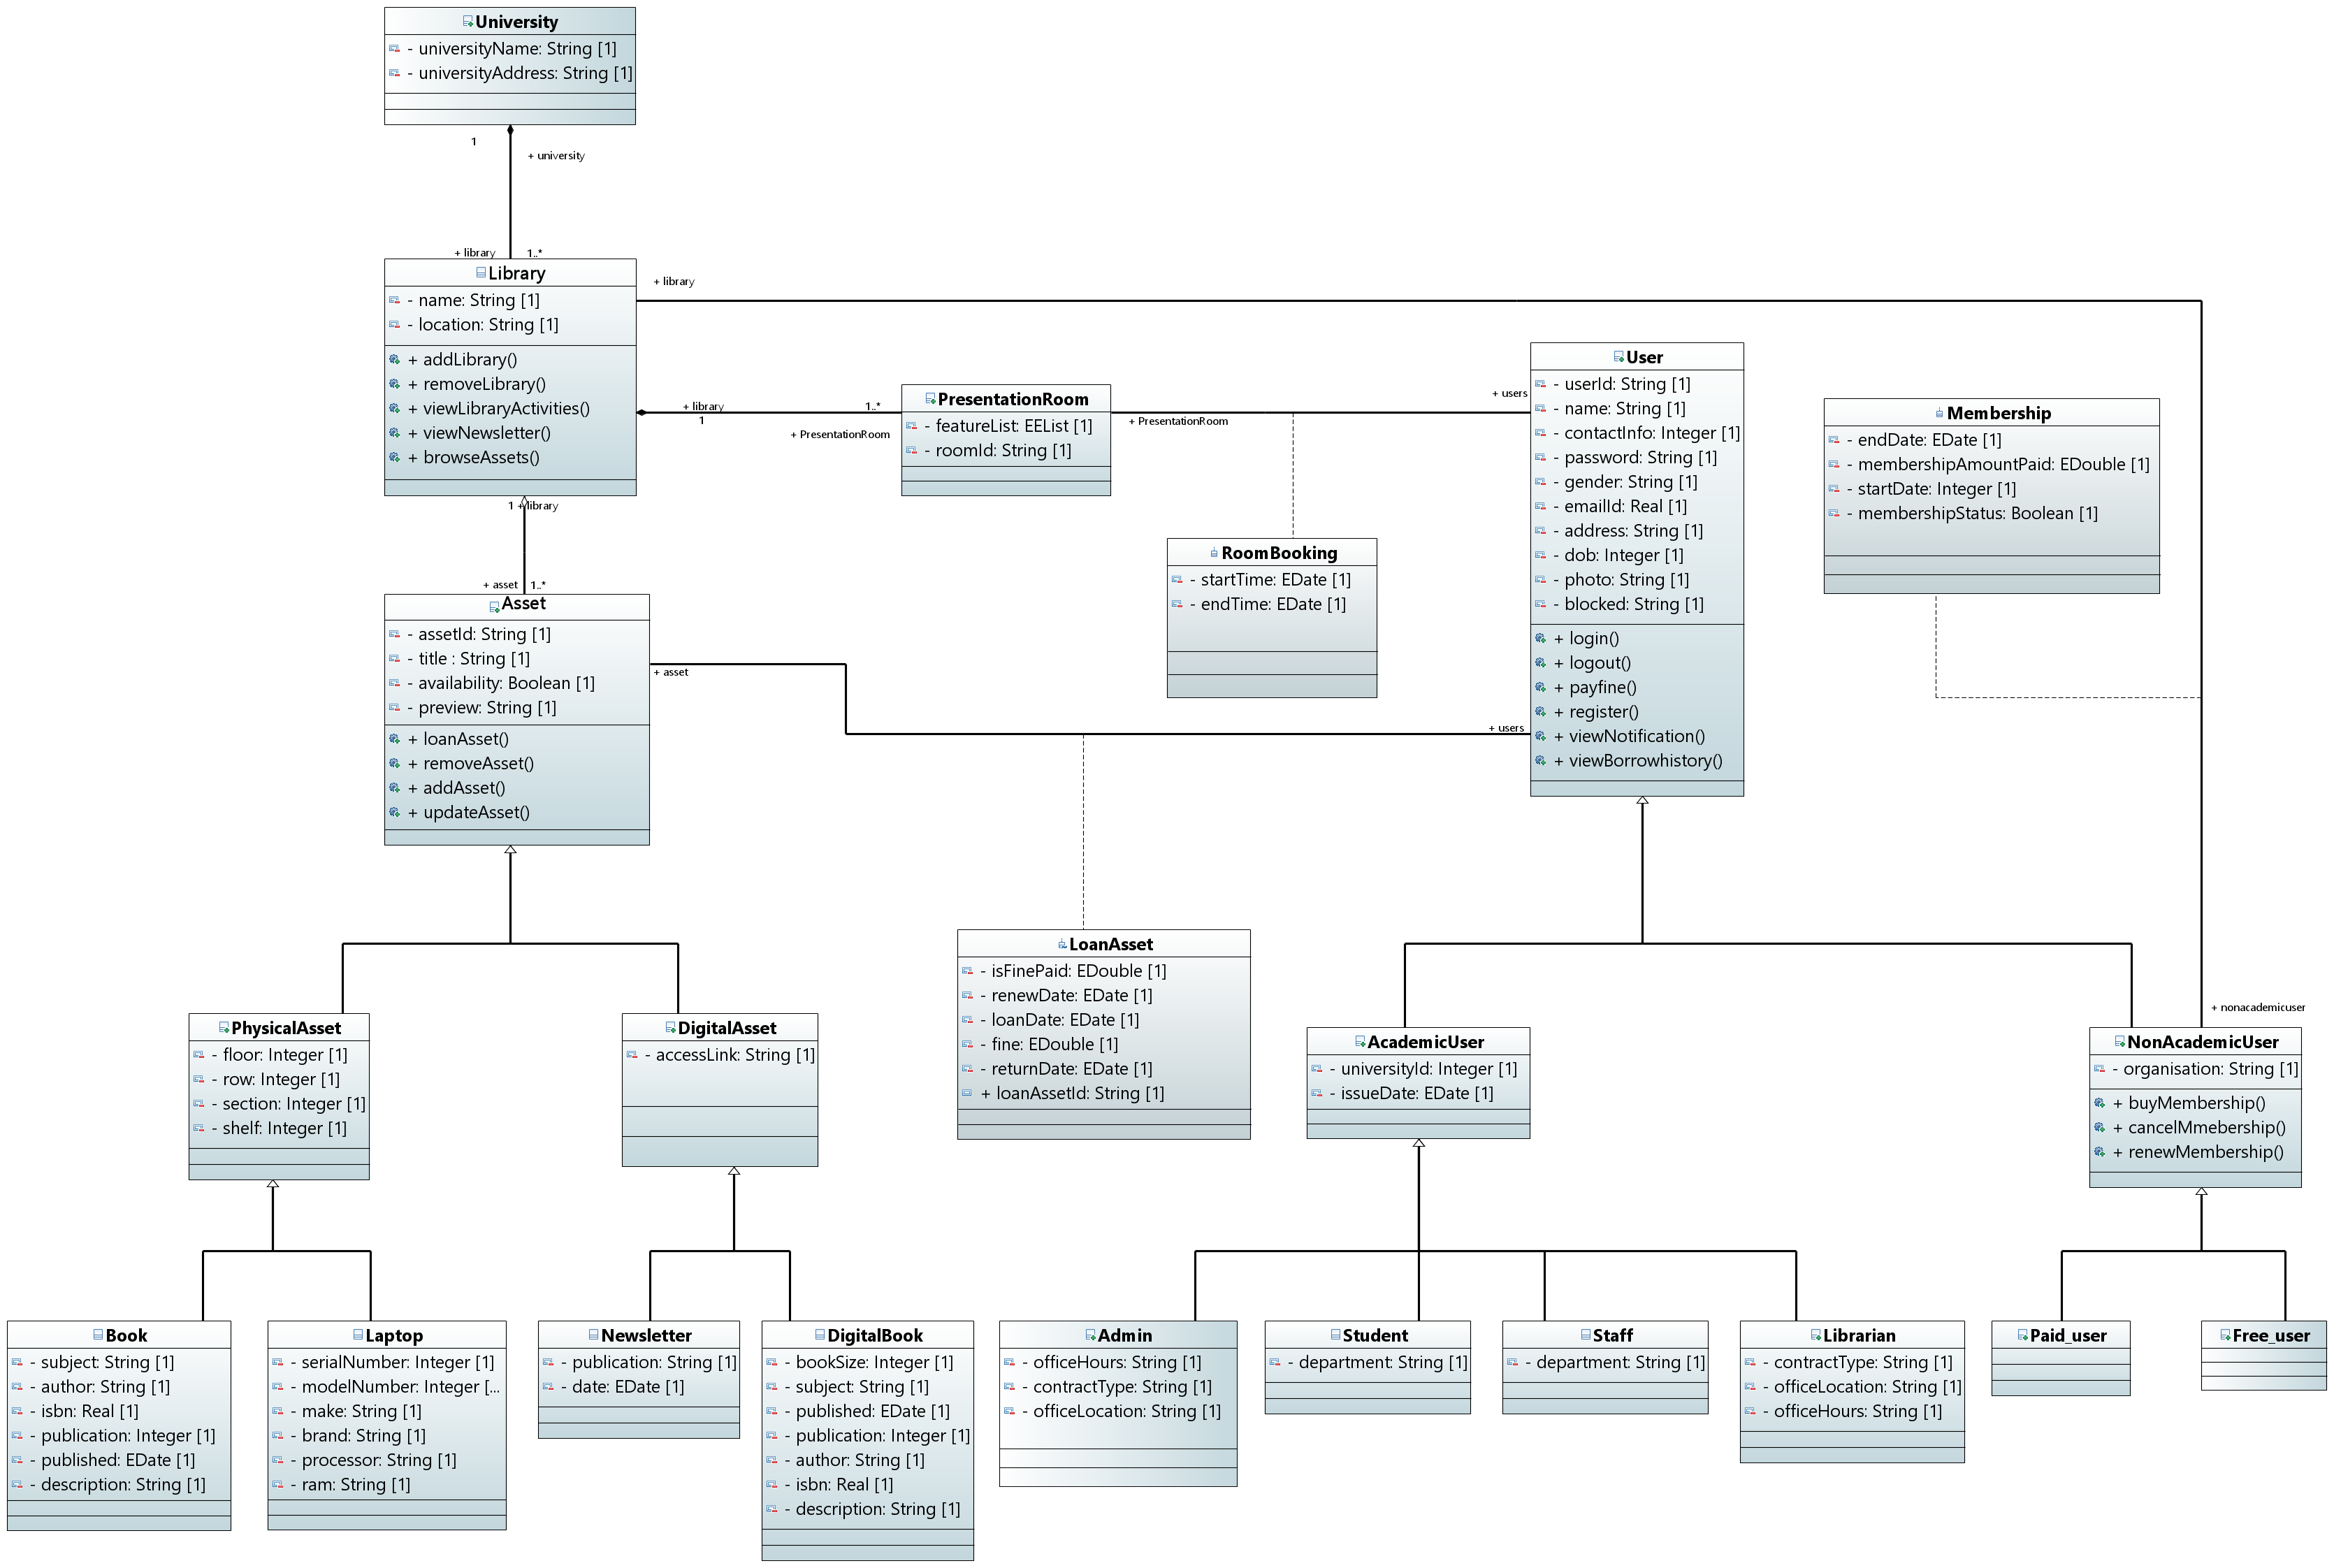 University
- universityName: String [1]
- universityAddress: String [1]
1
+ university
+ library
1..*
Library
- name: String [1]
- location: String [1]
+ addLibrary()
+ removeLibrary()
+ viewLibraryActivities()
+ viewNewsletter()
+ browseAssets()
+ library
+ library
1
1..*
+ PresentationRoom
PresentationRoom
- featureList: EEList [1]
- roomId: String [1]
+ PresentationRoom
+ users
User
- userId: String [1]
- name: String [1]
- contactInfo: Integer [1]
- password: String [1]
- gender: String [1]
- emailId: Real [1]
- address: String [1]
- dob: Integer [1]
- photo: String [1]
- blocked: String [1]
+ login()
+ logout()
+ payfine()
+ register()
+ viewNotification()
+ viewBorrowhistory()
Membership
- endDate: EDate [1]
- membershipAmountPaid: EDouble [1]
- startDate: Integer [1]
- membershipStatus: Boolean [1]
RoomBooking
- startTime: EDate [1]
- endTime: EDate [1]
1 + library
+ asset
1..*
Asset
- assetId: String [1]
- title : String [1]
- availability: Boolean [1]
- preview: String [1]
+ loanAsset()
+ removeAsset()
+ addAsset()
+ updateAsset()
+ asset
+ users
LoanAsset
- isFinePaid: EDouble [1]
- renewDate: EDate [1]
- loanDate: EDate [1]
- fine: EDouble [1]
- returnDate: EDate [1]
+ loanAssetId: String [1]
PhysicalAsset
- floor: Integer [1]
- row: Integer [1]
- section: Integer [1]
- shelf: Integer [1]
DigitalAsset
- accessLink: String [1]
AcademicUser
- universityId: Integer [1]
- issueDate: EDate [1]
+ nonacademicuser
NonAcademicUser
- organisation: String [1]
+ buyMembership()
+ cancelMmebership()
+ renewMembership()
Book
- subject: String [1]
- author: String [1]
- isbn: Real [1]
- publication: Integer [1]
- published: EDate [1]
- description: String [1]
Laptop
- serialNumber: Integer [1]
- modelNumber: Integer [...
- make: String [1]
- brand: String [1]
- processor: String [1]
- ram: String [1]
Newsletter
- publication: String [1]
- date: EDate [1]
DigitalBook
- bookSize: Integer [1]
- subject: String [1]
- published: EDate [1]
- publication: Integer [1]
- author: String [1]
- isbn: Real [1]
- description: String [1]
Admin
- officeHours: String [1]
- contractType: String [1]
- officeLocation: String [1]
Student
- department: String [1]
Staff
- department: String [1]
Librarian
- contractType: String [1]
- officeLocation: String [1]
- officeHours: String [1]
Paid_user
Free_user